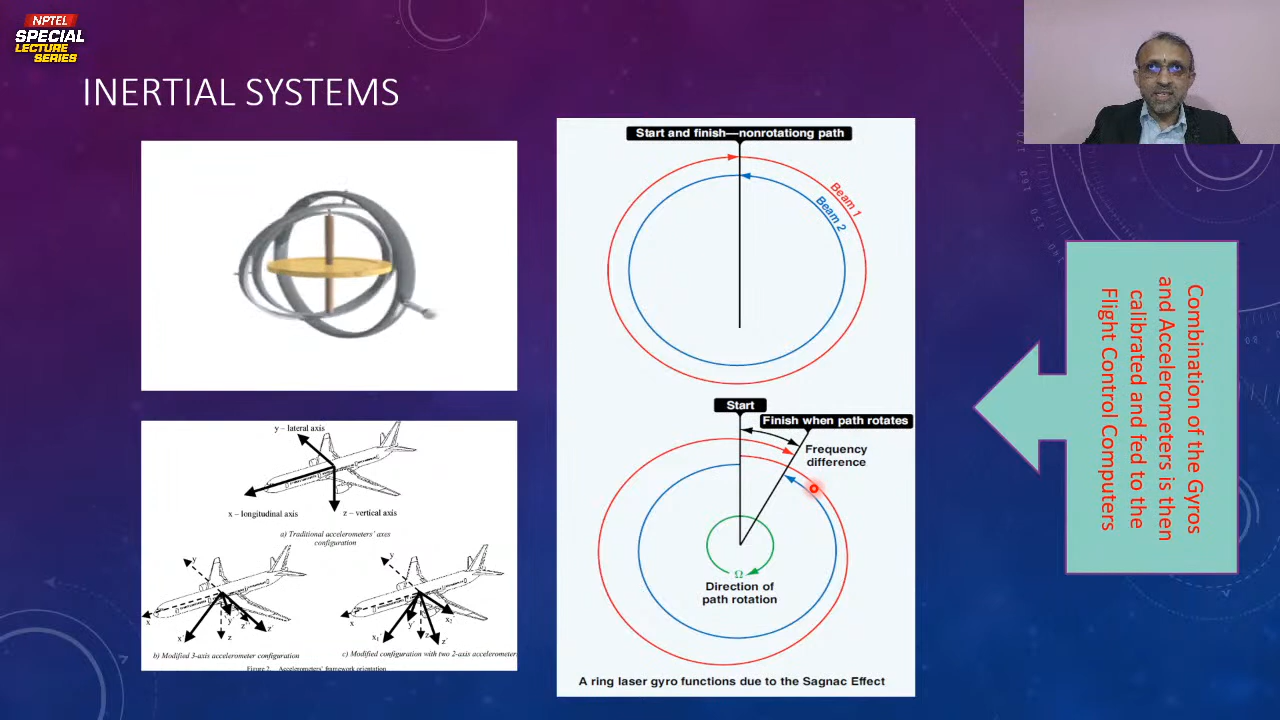 NPTEL
SPECIAL
LECTURE
SERIES
INERTIAL SYSTEMS
Start and finish—nonrotationg path
Beam 1
Beam 2
Start
Finish when path rotates
Frequency
difference
Ω
Direction of
path rotation
A ring laser gyro functions due to the Sagnac Effect
y – lateral axis
x – longitudinal axis
z – vertical axis
a) Traditional accelerometers' axes
configuration
y
x
x'
y'
z
z'
z'
b) Modified 3-axis accelerometer configuration
y
x
x₁'
z
z'
x₂'
c) Modified configuration with two 2-axis accelerometers
Figure 2. Accelerometers' framework orientation
Combination of the Gyros
and Accelerometers is then
calibrated and fed to the
Flight Control Computers